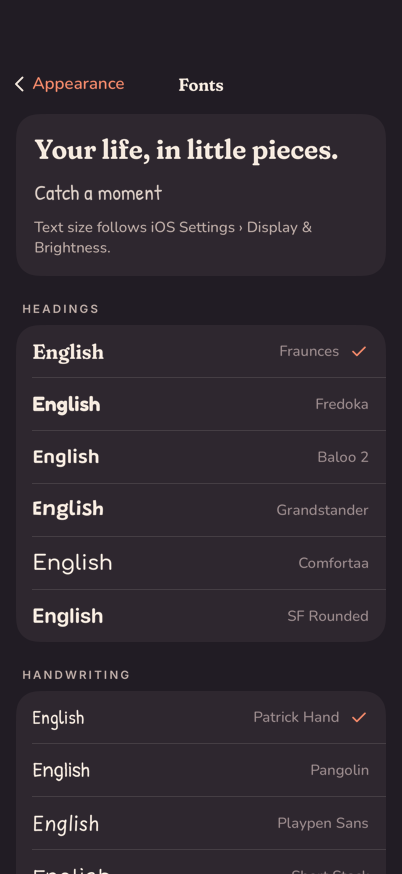 Appearance
Fonts
Your life, in little pieces.
Catch a moment
Text size follows iOS Settings › Display &
Brightness.
HEADINGS
English Fraunces
English Fredoka
English Baloo 2
English Grandstander
English Comfortaa
English SF Rounded
HANDWRITING
English Patrick Hand
English Pangolin
English Playpen Sans
English